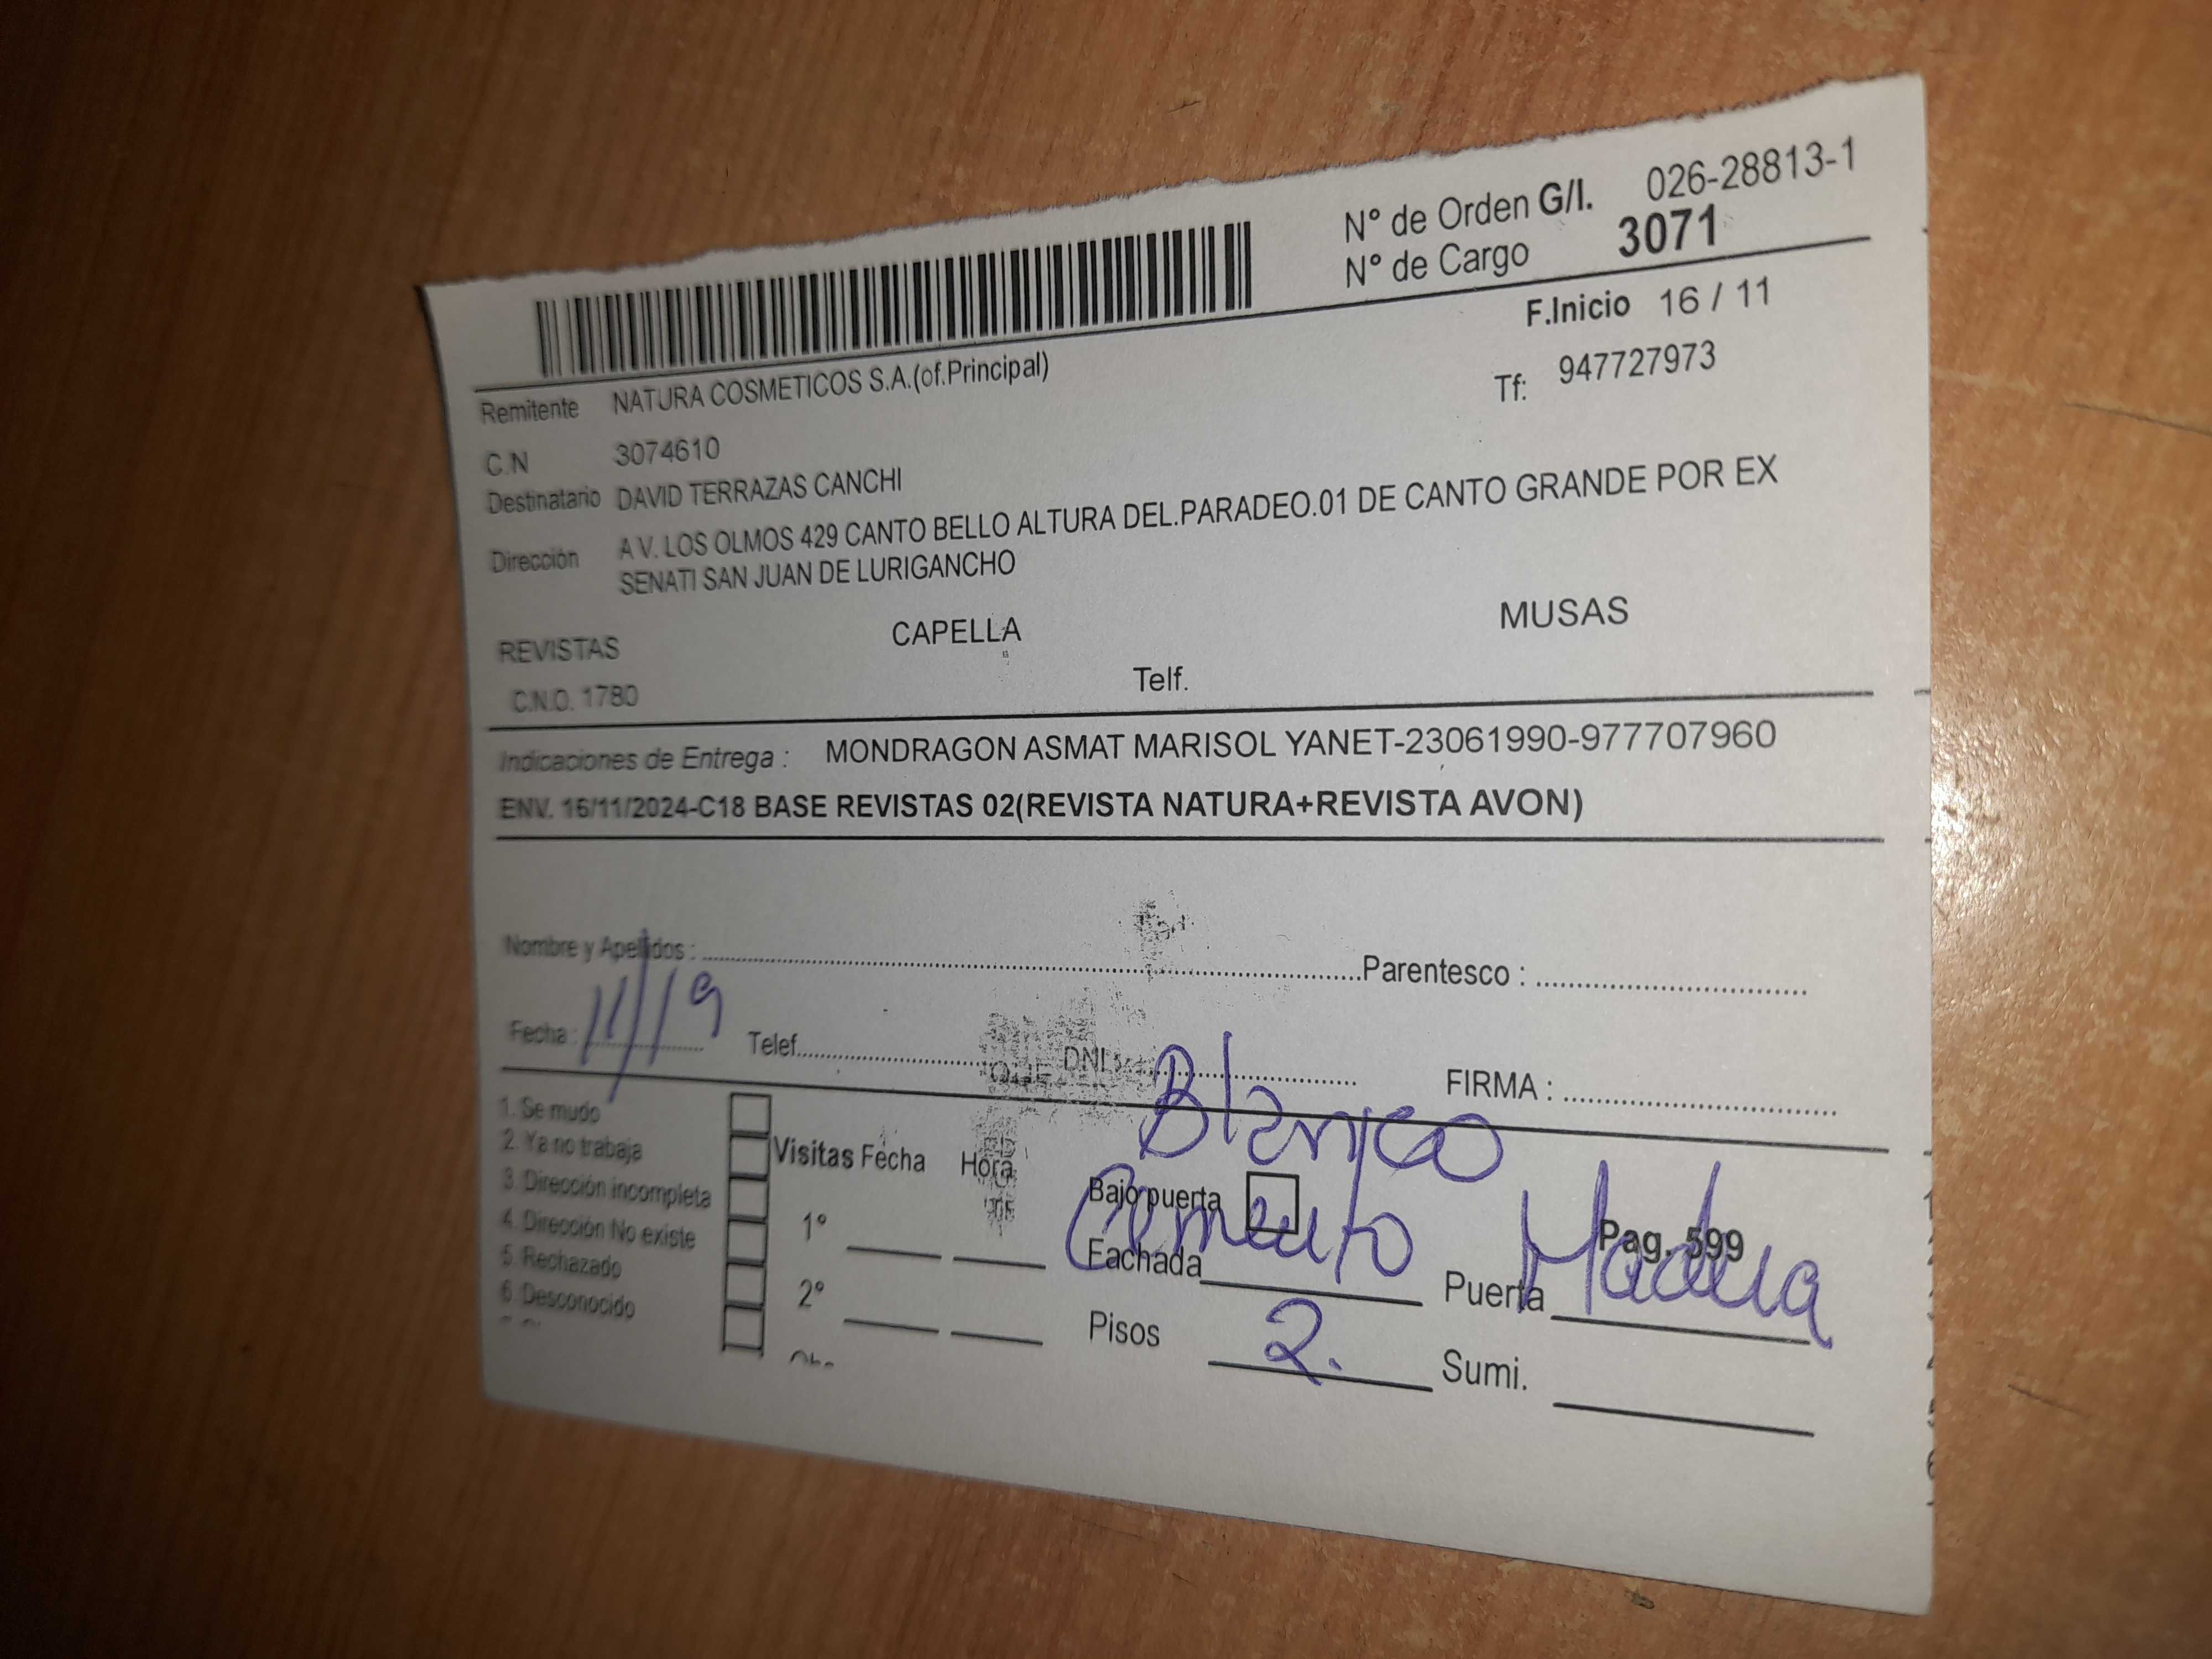 N° de Orden G/I. 026-28813-1
N° de Cargo 3071
F.Inicio 16 / 11
Remitente NATURA COSMETICOS S.A.(of.Principal)
Tf: 947727973
C.N 3074610
Destinatario DAVID TERRAZAS CANCHI
Dirección A V. LOS OLMOS 429 CANTO BELLO ALTURA DEL.PARADEO.01 DE CANTO GRANDE POR EX
SENATI SAN JUAN DE LURIGANCHO
REVISTAS CAPELLA MUSAS
C.N.O. 1780 Telf.
Indicaciones de Entrega : MONDRAGON ASMAT MARISOL YANET-23061990-977707960
ENV. 16/11/2024-C18 BASE REVISTAS 02(REVISTA NATURA+REVISTA AVON)
Nombre y Apellidos : Parentesco :
Fecha : 11/19 Telef. DNI FIRMA :
Blanco
1. Se mudo
2. Ya no trabaja
3. Dirección incompleta
4. Dirección No existe
5. Rechazado
6. Desconocido
Visitas Fecha Hora
1°
2°
Bajo puerta
Pag. 599
Fachada Cemento Puerta Madera
Pisos 2. Sumi.